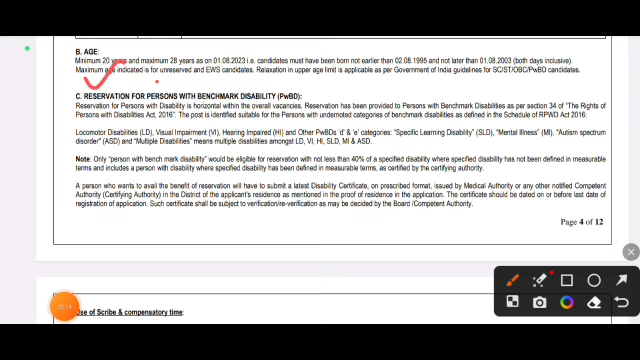 B. AGE
Minimum 20 years and maximum 28 years as on 01.08.2023 i.e. candidates must have been born not earlier than 02.08.1995 and not later than 01.08.2003 (both days inclusive).
Maximum age indicated is for unreserved and EWS candidates. Relaxation in upper age limit is applicable as per Government of India guidelines for SC/ST/OBC/PwBD candidates.
C. RESERVATION FOR PERSONS WITH BENCHMARK DISABILITY (PwBD):
Reservation for Persons with Disability is horizontal within the overall vacancies. Reservation has been provided to Persons with Benchmark Disabilities as per section 34 of "The Rights of
Persons with Disabilities Act, 2016". The post is identified suitable for the Persons with undernoted categories of benchmark disabilities as defined in the Schedule of RPWD Act 2016:
Locomotor Disabilities (LD), Visual Impairment (VI), Hearing Impaired (HI) and Other PwBDs 'd' & 'e' categories: "Specific Learning Disability" (SLD), "Mental Illness" (MI), "Autism spectrum
disorder" (ASD) and "Multiple Disabilities" means multiple disabilities amongst LD, VI, HI, SLD, MI & ASD.
Note: Only "person with bench mark disability" would be eligible for reservation with not less than 40% of a specified disability where specified disability has not been defined in measurable
terms and includes a person with disability where specified disability has been defined in measurable terms, as certified by the certifying authority.
A person who wants to avail the benefit of reservation will have to submit a latest Disability Certificate, on prescribed format, issued by Medical Authority or any other notified Competent
Authority (Certifying Authority) in the District of the applicant's residence as mentioned in the proof of residence in the application. The certificate should be dated on or before last date of
registration of application. Such certificate shall be subject to verification/re-verification as may be decided by the Board /Competent Authority.
Page 4 of 12
Use of Scribe & compensatory time: